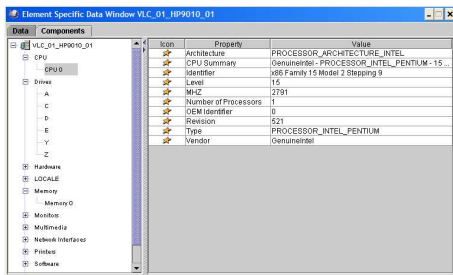 Element Specific Data Window VLC_01_HP9010_01
Data Components
VLC_01_HP9010_01
CPU
CPU 0
Drives
A
C
D
E
Y
Z
Hardware
LOCALE
Memory
Memory 0
Monitors
Multimedia
Network Interfaces
Printers
Software
Icon Property Value
Architecture PROCESSOR_ARCHITECTURE_INTEL
CPU Summary GenuineIntel - PROCESSOR_INTEL_PENTIUM - 15 ...
Identifier x86 Family 15 Model 2 Stepping 9
Level 15
MHZ 2791
Number of Processors 1
OEM Identifier 0
Revision 521
Type PROCESSOR_INTEL_PENTIUM
Vendor GenuineIntel